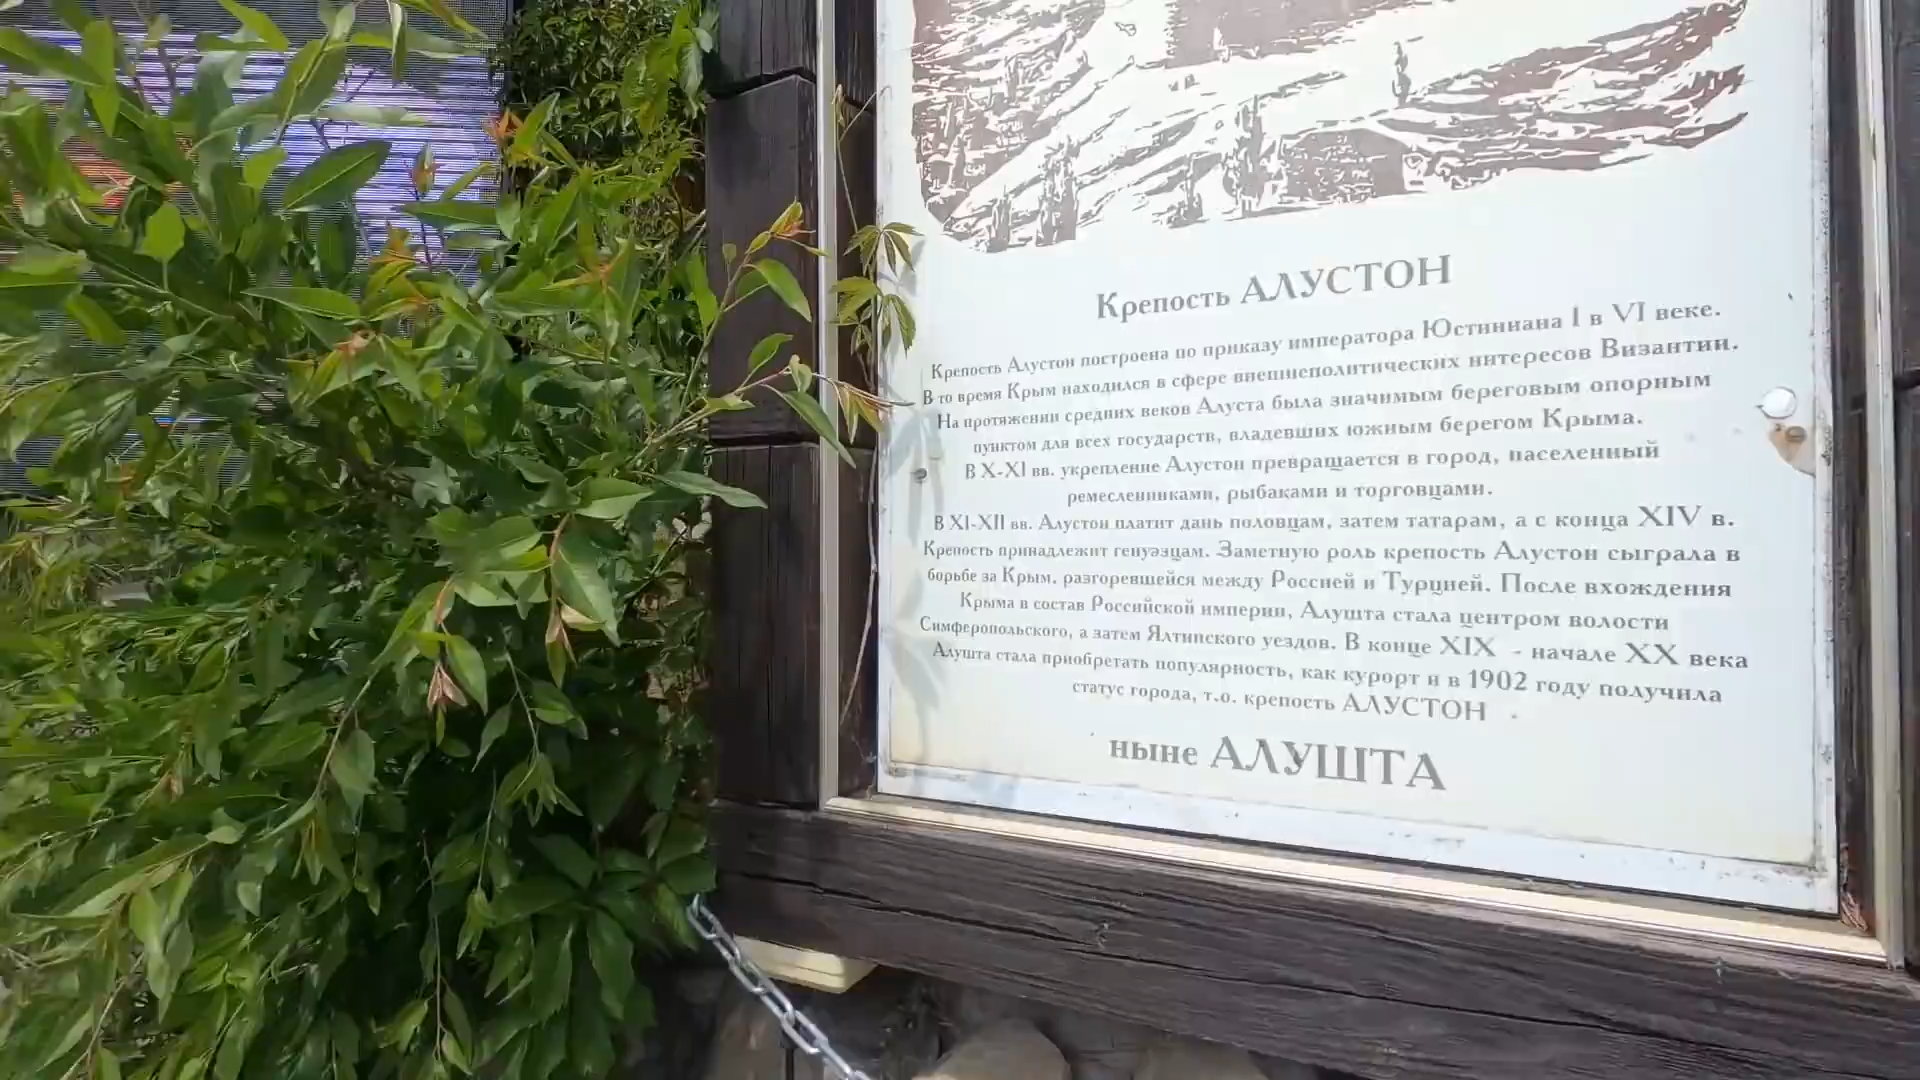 Крепость АЛУСТОН
Крепость Алустон построена по приказу императора Юстиниана I в VI веке.
В то время Крым находился в сфере внешнеполитических интересов Византии.
На протяжении средних веков Алуста была значимым береговым опорным
пунктом для всех государств, владевших южным берегом Крыма.
В X-XI вв. укрепление Алустон превращается в город, населенный
ремесленниками, рыбаками и торговцами.
В XI-XII вв. Алустон платит дань половцам, затем татарам, а с конца XIV в.
Крепость принадлежит генуэзцам. Заметную роль крепость Алустон сыграла в
борьбе за Крым, разгоревшейся между Россией и Турцией. После вхождения
Крыма в состав Российской империи, Алушта стала центром волости
Симферопольского, а затем Ялтинского уездов. В конце XIX - начале XX века
Алушта стала приобретать популярность, как курорт и в 1902 году получила
статус города, т.о. крепость АЛУСТОН
ныне АЛУШТА